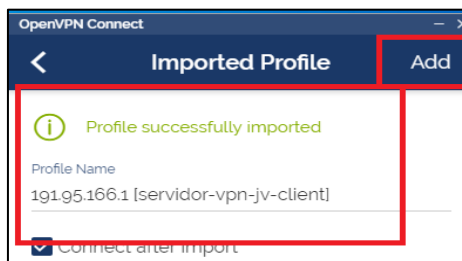 OpenVPN Connect
Imported Profile Add
Profile successfully imported
Profile Name
191.95.166.1 [servidor-vpn-jv-client]
Connect after import